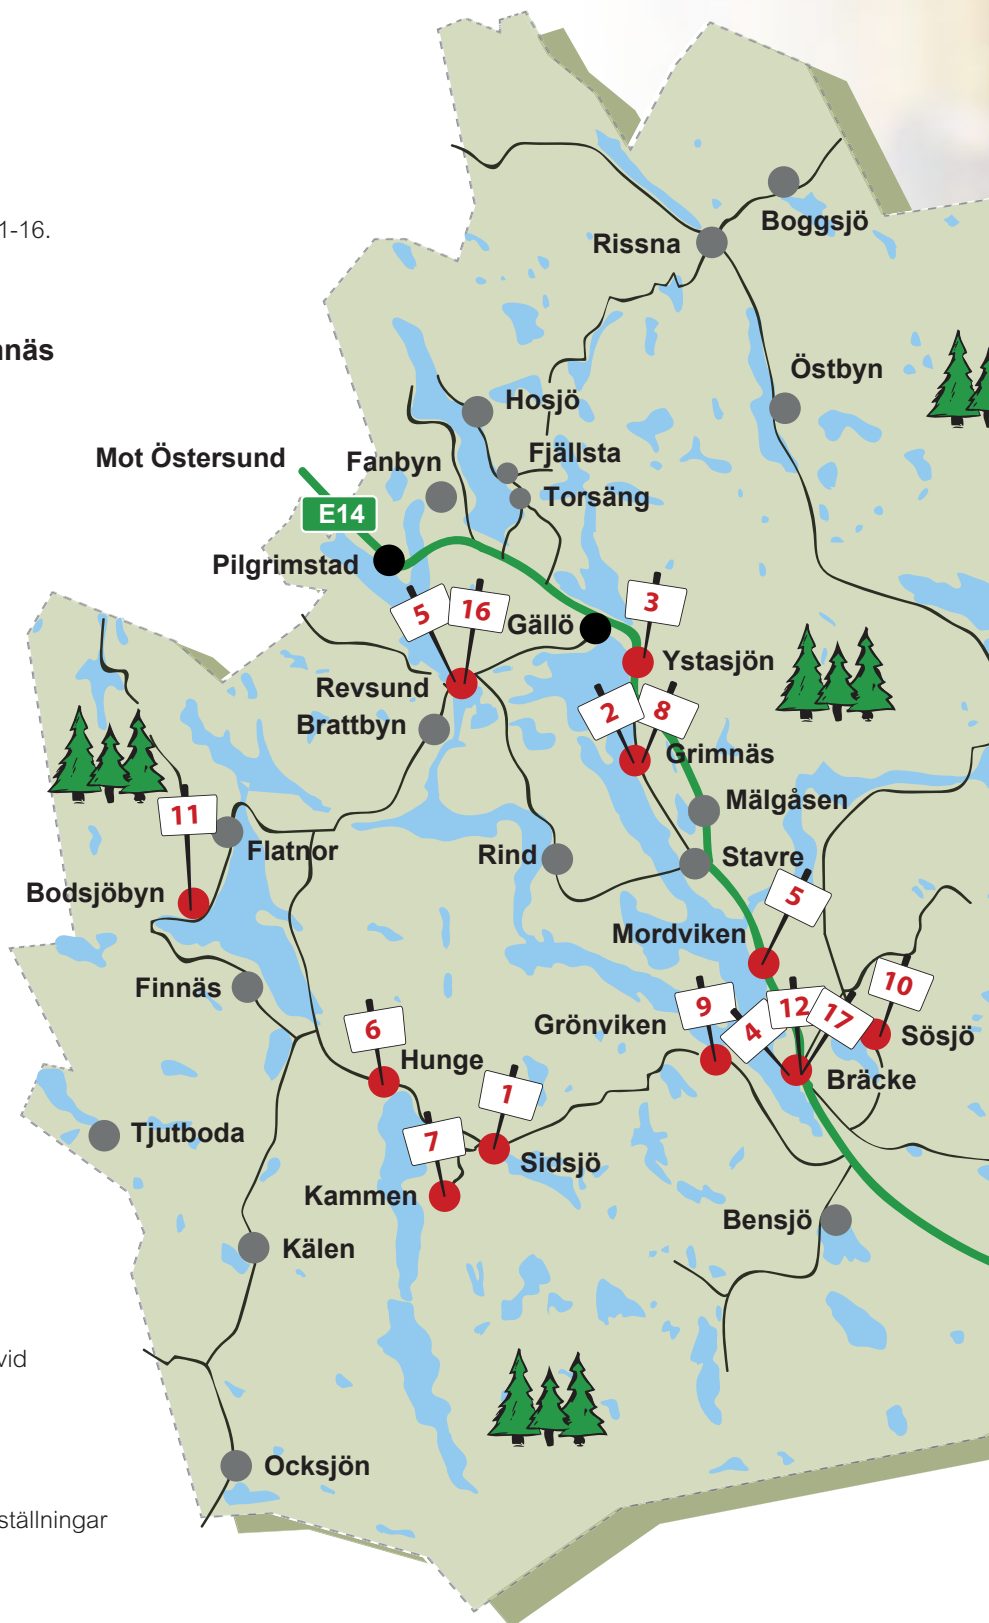 1-16.
Boggsjö
Rissna
näs
Östbyn
Hosjö
Mot Östersund
Fanbyn
Fjällsta
Torsäng
E14
Pilgrimstad
5
16
3
Gällö
Ystasjön
Revsund
2
8
Brattbyn
Grimnäs
Mälgåsen
11
Flatnor
Rind
Stavre
Bodsjöbyn
5
Mordviken
Finnäs
10
9
12
17
4
Grönviken
Sösjö
6
Hunge
Bräcke
1
7
Tjutboda
Sidsjö
Kammen
Bensjö
Kälen
vid
Ocksjön
ställningar